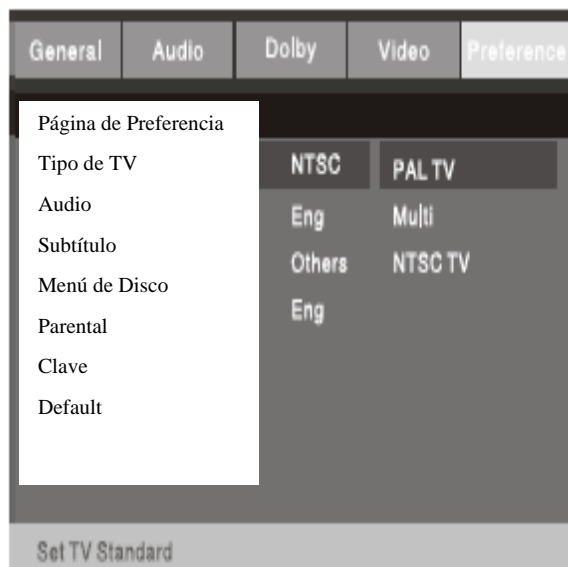 General Audio Dolby Video Preference
Página de Preferencia
Tipo de TV NTSC PAL TV
Audio Eng Multi
Subtítulo Others NTSC TV
Menú de Disco Eng
Parental
Clave
Default
Set TV Standard